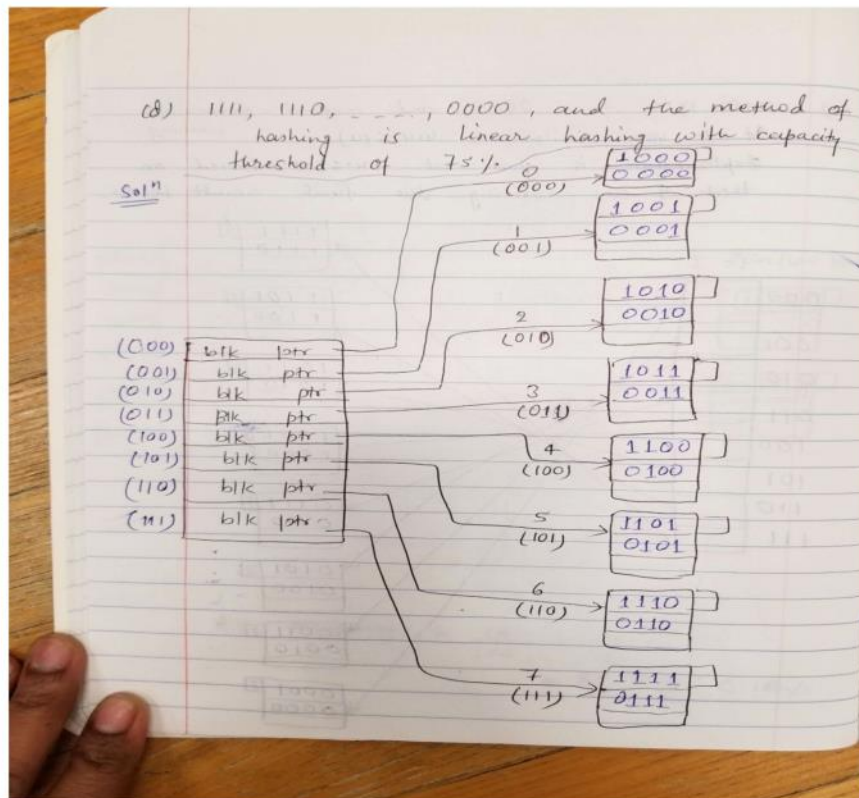 (d) 1111, 1110, _ _ _ _, 0000, and the method of
hashing is linear hashing with capacity
threshold of 75%.
Solⁿ
0
(000)
1000
0000
1
(001)
1001
0001
2
(010)
1010
0010
3
(011)
1011
0011
4
(100)
1100
0100
5
(101)
1101
0101
6
(110)
1110
0110
7
(111)
1111
0111
(000) blk ptr
(001) blk ptr
(010) blk ptr
(011) Blk ptr
(100) blk ptr
(101) blk ptr
(110) blk ptr
(111) blk ptr